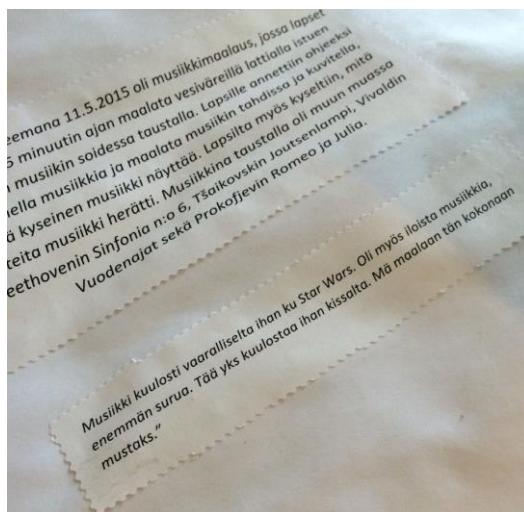 eemana 11.5.2015 oli musiikkimaalaus, jossa lapset
5 minuutin ajan maalata vesiväreillä lattialla istuen
n musiikin soidessa taustalla. Lapsille annettiin ohjeeksi
nella musiikkia ja maalata musiikin tahdissa ja kuvitella,
ä kyseinen musiikki näyttää. Lapsilta myös kyseltiin, mitä
teita musiikki herätti. Musiikkina taustalla oli muun muassa
eethovenin Sinfonia n:o 6, Tšaikovskin Joutsenlampi, Vivaldin
Vuodenajat sekä Prokofjevin Romeo ja Julia.
Musiikki kuulosti vaaralliselta ihan ku Star Wars. Oli myös iloista musiikkia,
enemmän surua. Tää yks kuulostaa ihan kissalta. Mä maalaan tän kokonaan
mustaks.”